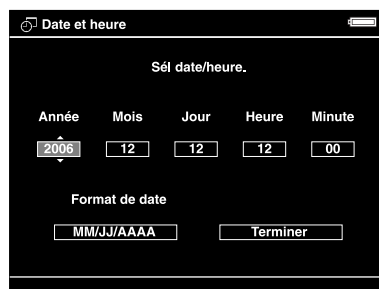 Date et heure
Sél date/heure.
Année Mois Jour Heure Minute
2006 12 12 12 00
Format de date
MM/JJ/AAAA Terminer